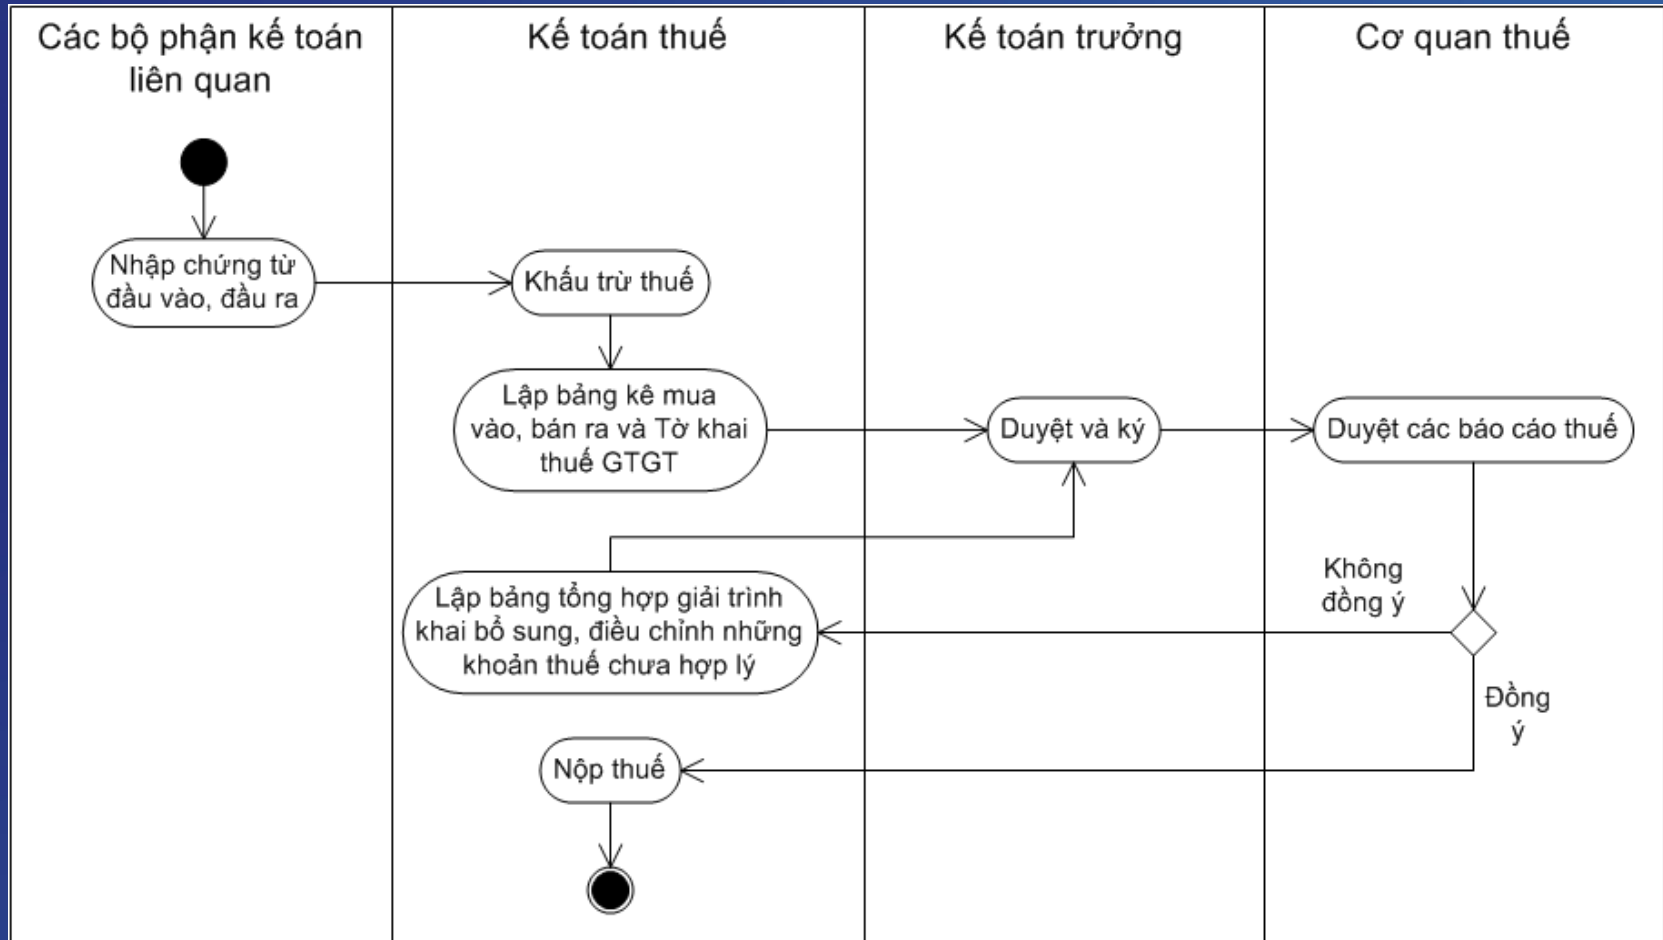 Các bộ phận kế toán
liên quan
Kế toán thuế
Kế toán trưởng
Cơ quan thuế
Nhập chứng từ
đầu vào, đầu ra
Khấu trừ thuế
Lập bảng kê mua
vào, bán ra và Tờ khai
thuế GTGT
Duyệt và ký
Duyệt các báo cáo thuế
Không
đồng ý
Lập bảng tổng hợp giải trình
khai bổ sung, điều chỉnh những
khoản thuế chưa hợp lý
Đồng
ý
Nộp thuế